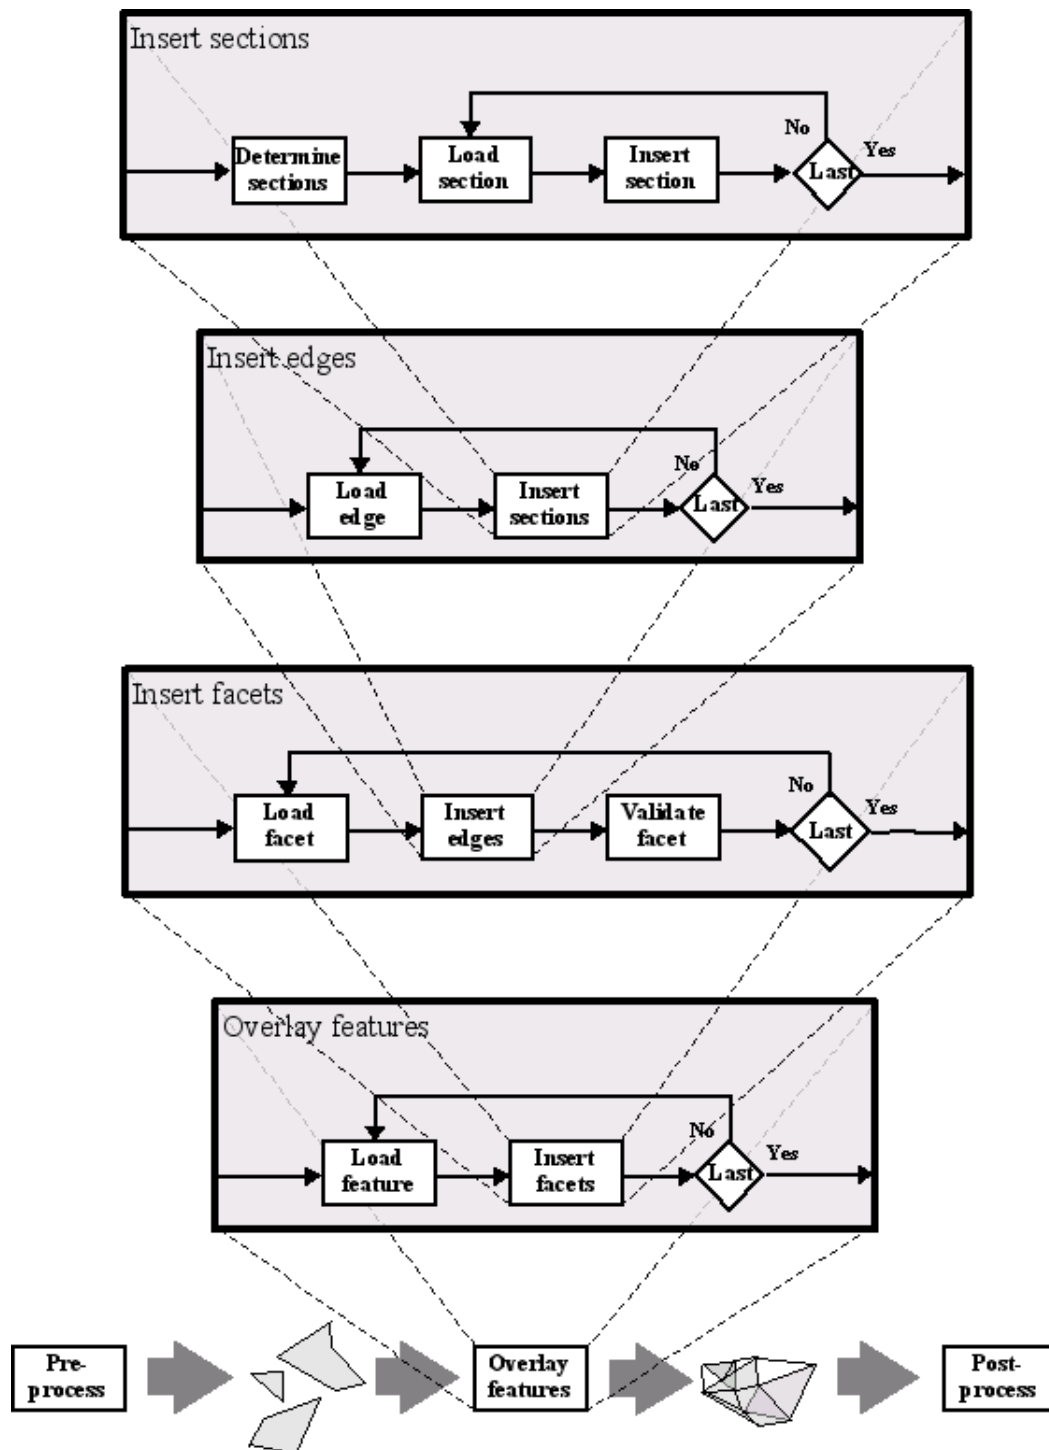 Insert sections
No
Yes
Determine
sections
Load
section
Insert
section
Last
Insert edges
No
Yes
Load
edge
Insert
sections
Last
Insert facets
No
Yes
Load
facet
Insert
edges
Validate
facet
Last
Overlay features
No
Yes
Load
feature
Insert
facets
Last
Pre-
process
Overlay
features
Post-
process